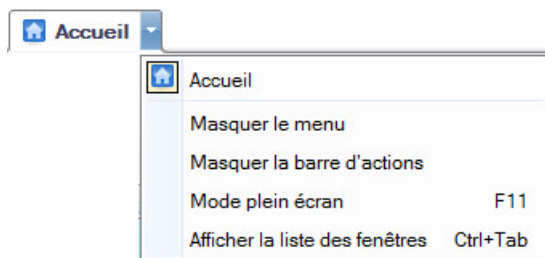 Accueil
Accueil
Masquer le menu
Masquer la barre d'actions
Mode plein écran F11
Afficher la liste des fenêtres Ctrl+Tab